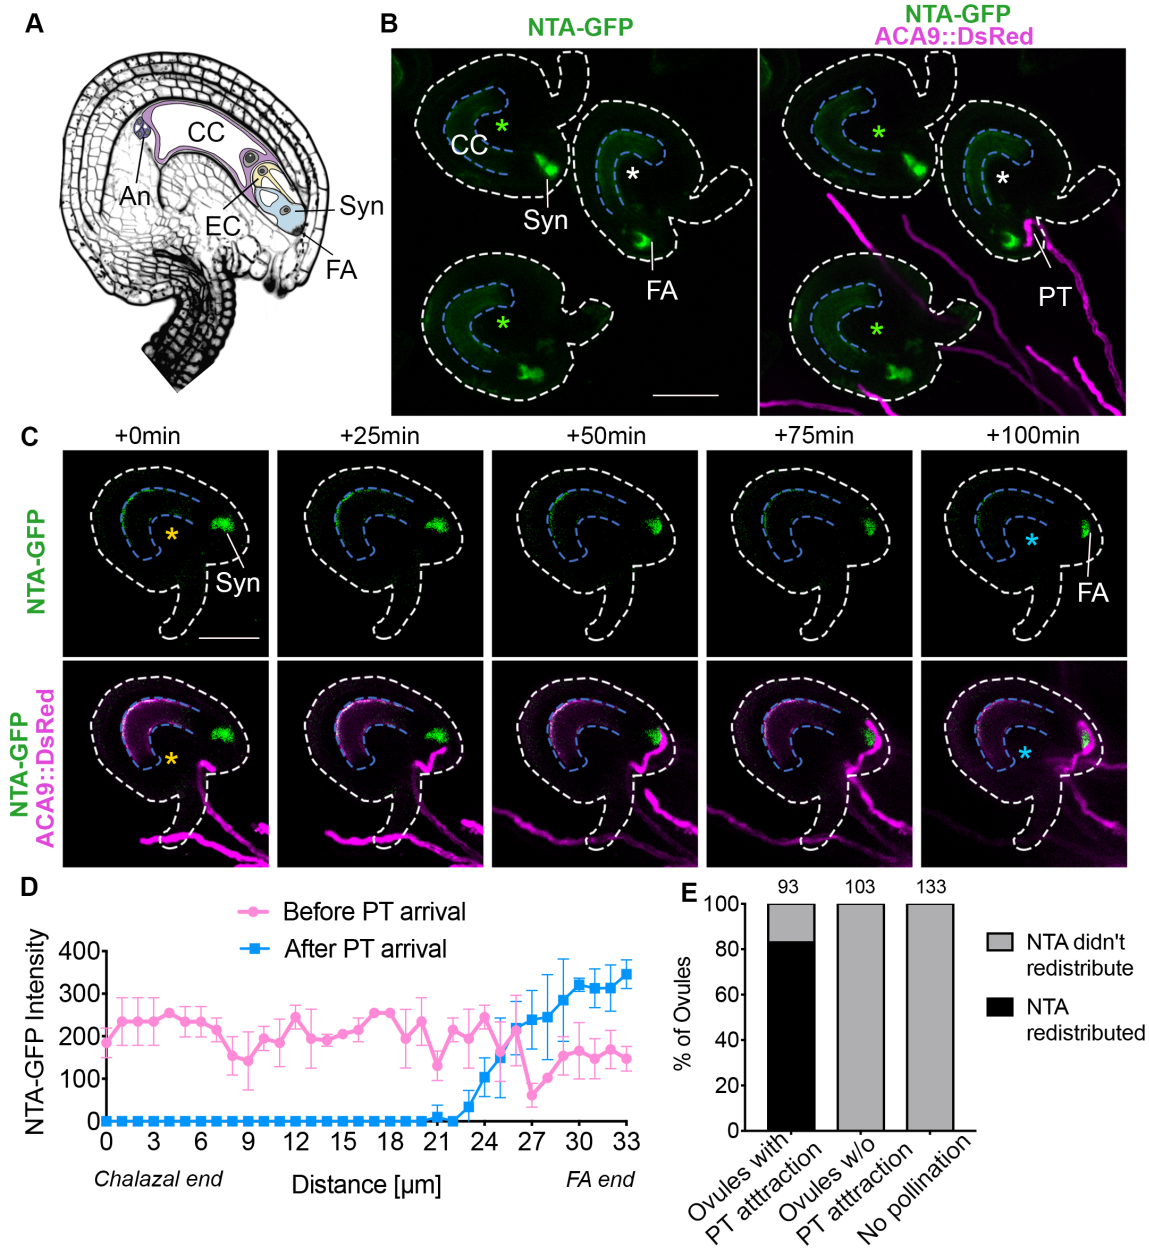 A
CC
An
EC
Syn
FA
B
NTA-GFP
NTA-GFP
ACA9::DsRed
CC
*
*
Syn
FA
*
*
*
PT
*
C
+0min
+25min
+50min
+75min
+100min
NTA-GFP
*
Syn
*
FA
NTA-GFP
ACA9::DsRed
*
*
D
Before PT arrival
After PT arrival
NTA-GFP Intensity
400
300
200
100
0
0
3
6
9
12
15
18
21
24
27
30
33
Chalazal end
Distance [µm]
FA end
E
93
103
133
% of Ovules
100
80
60
40
20
0
Ovules with
PT atttraction
Ovules w/o
PT atttraction
No pollination
NTA didn't
redistribute
NTA
redistributed